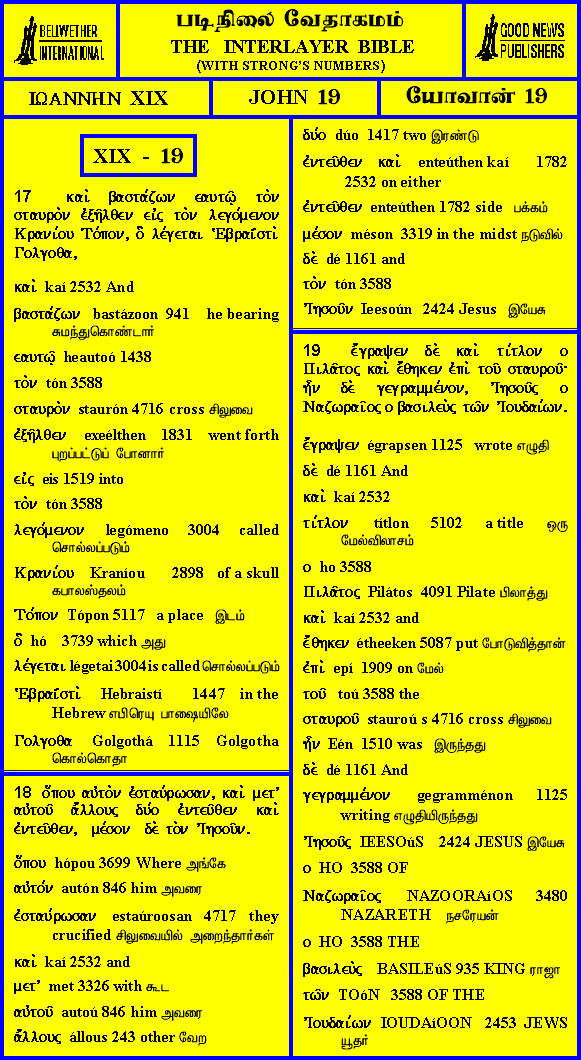 BELLWETHER
INTERNATIONAL
படிநிலை வேதாகமம்
THE INTERLAYER BIBLE
(WITH STRONG'S NUMBERS)
GOOD NEWS
PUBLISHERS
ΙΩΑΝΝΗΝ XIX
JOHN 19
யோவான் 19
XIX - 19
17 καὶ βαστάζων εαυτῷ τὸν
σταυρὸν ἐξῆλθεν εἰς τὸν λεγόμενον
Κρανίου Τόπον, ὃ λέγεται Ἑβραΐστὶ
Γολγοθα,
καὶ kaí 2532 And
βαστάζων bastázoon 941 he bearing
சுமந்துகொண்டார்
εαυτῷ heautoó 1438
τὸν tón 3588
σταυρὸν staurón 4716 cross சிலுவை
ἐξῆλθεν exeélthen 1831 went forth
புறப்பட்டுப் போனார்
εἰς eis 1519 into
τὸν tón 3588
λεγόμενον legómeno 3004 called
சொல்லப்படும்
Κρανίου Kraníou 2898 of a skull
கபாலஸ்தலம்
Τόπον Tópon 5117 a place இடம்
ὃ hó 3739 which அது
λέγεται légetai 3004 is called சொல்லப்படும்
Ἑβραΐστὶ Hebraistí 1447 in the
Hebrew எபிரெயு பாஷையிலே
Γολγοθα Golgothá 1115 Golgotha
கொல்கொதா
18 ὅπου αὐτὸν ἐσταύρωσαν, καὶ μετ'
αὐτοῦ ἄλλους δύο ἐντεῦθεν καὶ
ἐντεῦθεν, μέσον δὲ τὸν Ἰησοῦν.
ὅπου hópou 3699 Where அங்கே
αὐτόν autón 846 him அவரை
ἐσταύρωσαν estaúroosan 4717 they
crucified சிலுவையில் அறைந்தார்கள்
καὶ kaí 2532 and
μετ' met 3326 with கூட
αὐτοῦ autoú 846 him அவரை
ἄλλους állous 243 other வேற
δύο dúo 1417 two இரண்டு
ἐντεῦθεν καὶ enteúthen kaí 1782
2532 on either
ἐντεῦθεν enteúthen 1782 side பக்கம்
μέσον méson 3319 in the midst நடுவில்
δὲ dé 1161 and
τὸν tón 3588
Ἰησοῦν Ieesoún 2424 Jesus இயேசு
19 ἔγραψεν δὲ καὶ τίτλον ο
Πιλᾶτος καὶ ἔθηκεν ἐπὶ τοῦ σταυροῦ·
ἦν δὲ γεγραμμένον, Ἰησοῦς ο
Ναζωραῖος ο βασιλεὺς τῶν Ἰουδαίων.
ἔγραψεν égrapsen 1125 wrote எழுதி
δὲ dé 1161 And
καὶ kaí 2532
τίτλον títlon 5102 a title ஒரு
மேல்விலாசம்
ο ho 3588
Πιλᾶτος Pilátos 4091 Pilate பிலாத்து
καὶ kaí 2532 and
ἔθηκεν étheeken 5087 put போடுவித்தான்
ἐπὶ epí 1909 on மேல்
τοῦ toú 3588 the
σταυροῦ stauroú s 4716 cross சிலுவை
ἦν Eén 1510 was இருந்தது
δὲ dé 1161 And
γεγραμμένον gegramménon 1125
writing எழுதியிருந்தது
Ἰησοῦς IEESOúS 2424 JESUS இயேசு
ο HO 3588 OF
Ναζωραῖος NAZOORAíOS 3480
NAZARETH நசரேயன்
ο HO 3588 THE
βασιλεὺς BASILEúS 935 KING ராஜா
τῶν TOóN 3588 OF THE
Ἰουδαίων IOUDAíOON 2453 JEWS
யூதர்